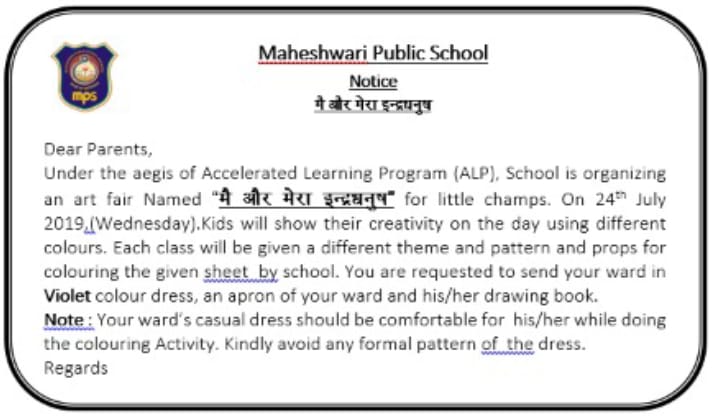 mps
Maheshwari Public School
Notice
मै और मेरा इन्द्रधनुष
Dear Parents,
Under the aegis of Accelerated Learning Program (ALP), School is organizing
an art fair Named “मै और मेरा इन्द्रधनुष” for little champs. On 24th July
2019,(Wednesday).Kids will show their creativity on the day using different
colours. Each class will be given a different theme and pattern and props for
colouring the given sheet by school. You are requested to send your ward in
Violet colour dress, an apron of your ward and his/her drawing book.
Note : Your ward’s casual dress should be comfortable for his/her while doing
the colouring Activity. Kindly avoid any formal pattern of the dress.
Regards